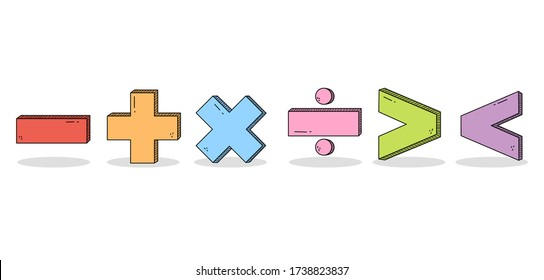 - + × ÷ > <
shutterstock.com · 1738823837